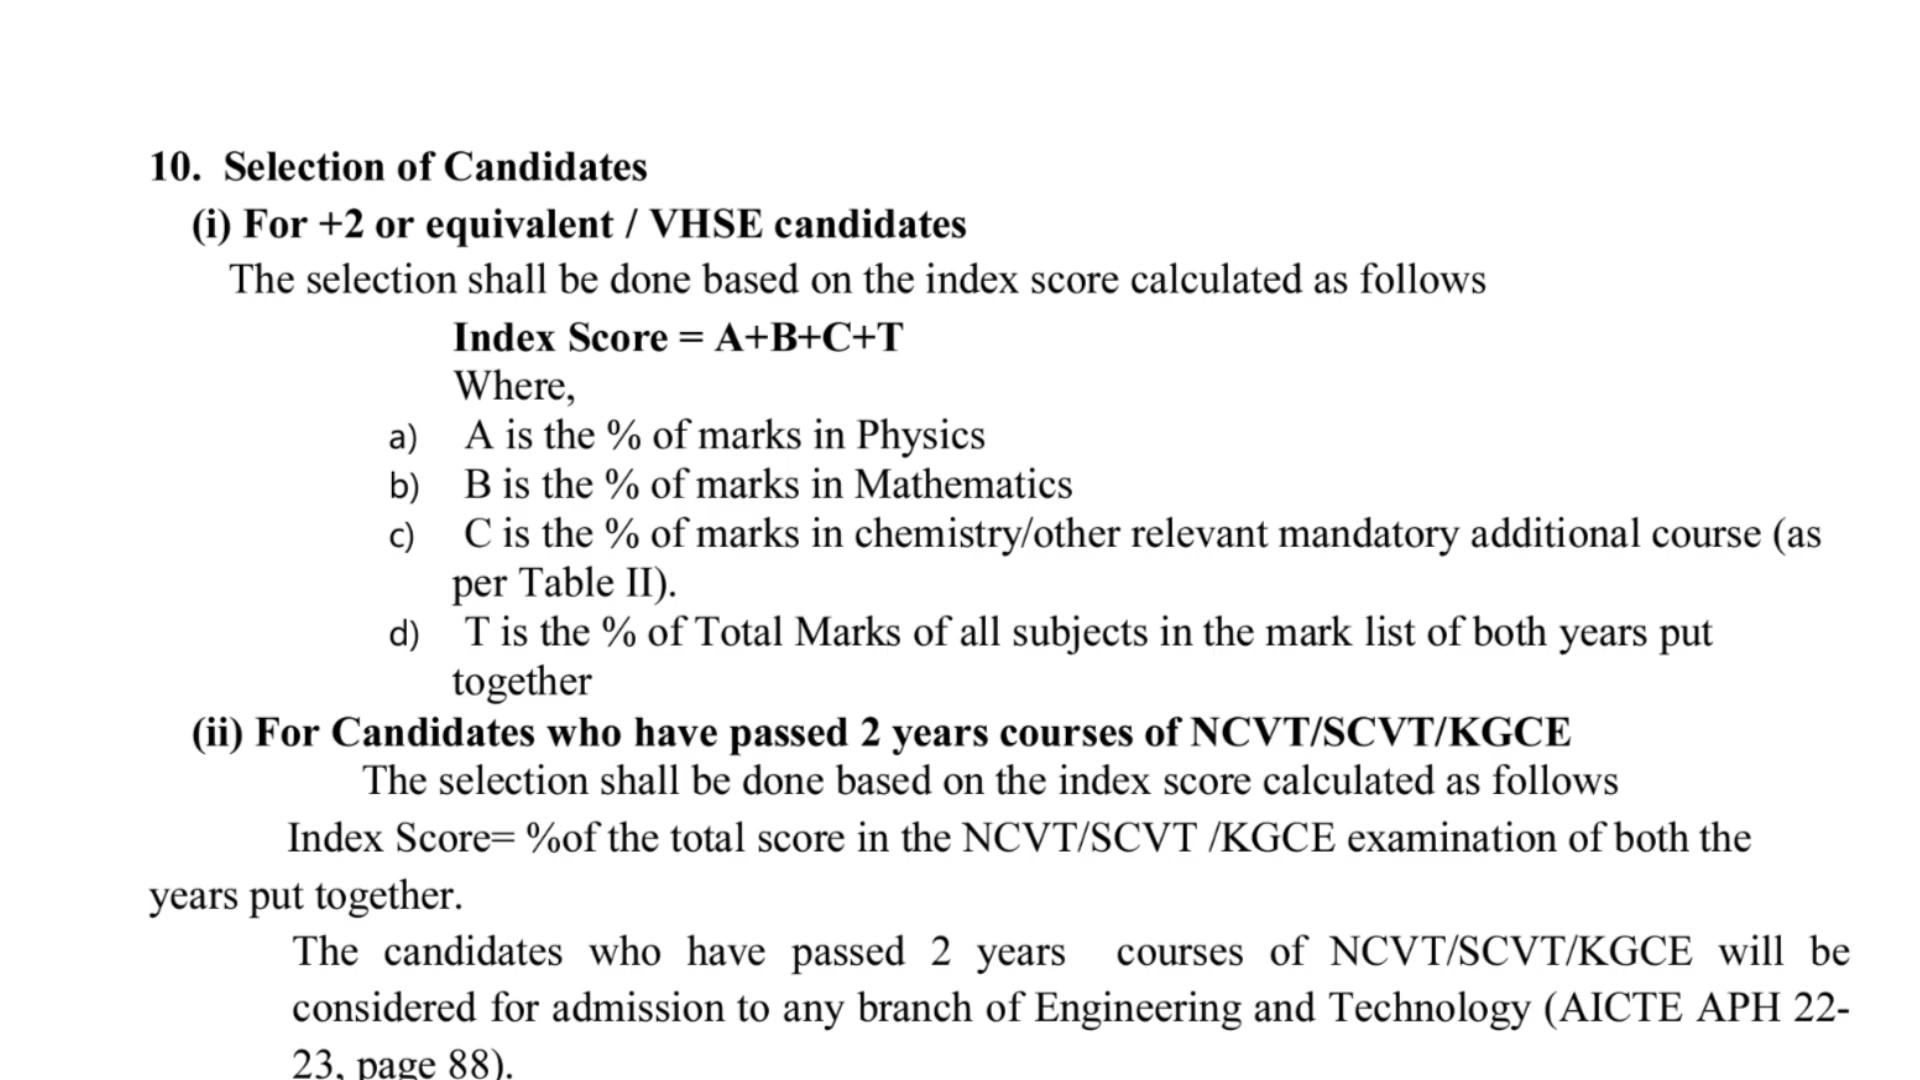 10. Selection of Candidates
(i) For +2 or equivalent / VHSE candidates
The selection shall be done based on the index score calculated as follows
Index Score = A+B+C+T
Where,
a) A is the % of marks in Physics
b) B is the % of marks in Mathematics
c) C is the % of marks in chemistry/other relevant mandatory additional course (as
per Table II).
d) T is the % of Total Marks of all subjects in the mark list of both years put
together
(ii) For Candidates who have passed 2 years courses of NCVT/SCVT/KGCE
The selection shall be done based on the index score calculated as follows
Index Score= %of the total score in the NCVT/SCVT /KGCE examination of both the
years put together.
The candidates who have passed 2 years courses of NCVT/SCVT/KGCE will be
considered for admission to any branch of Engineering and Technology (AICTE APH 22-
23, page 88).